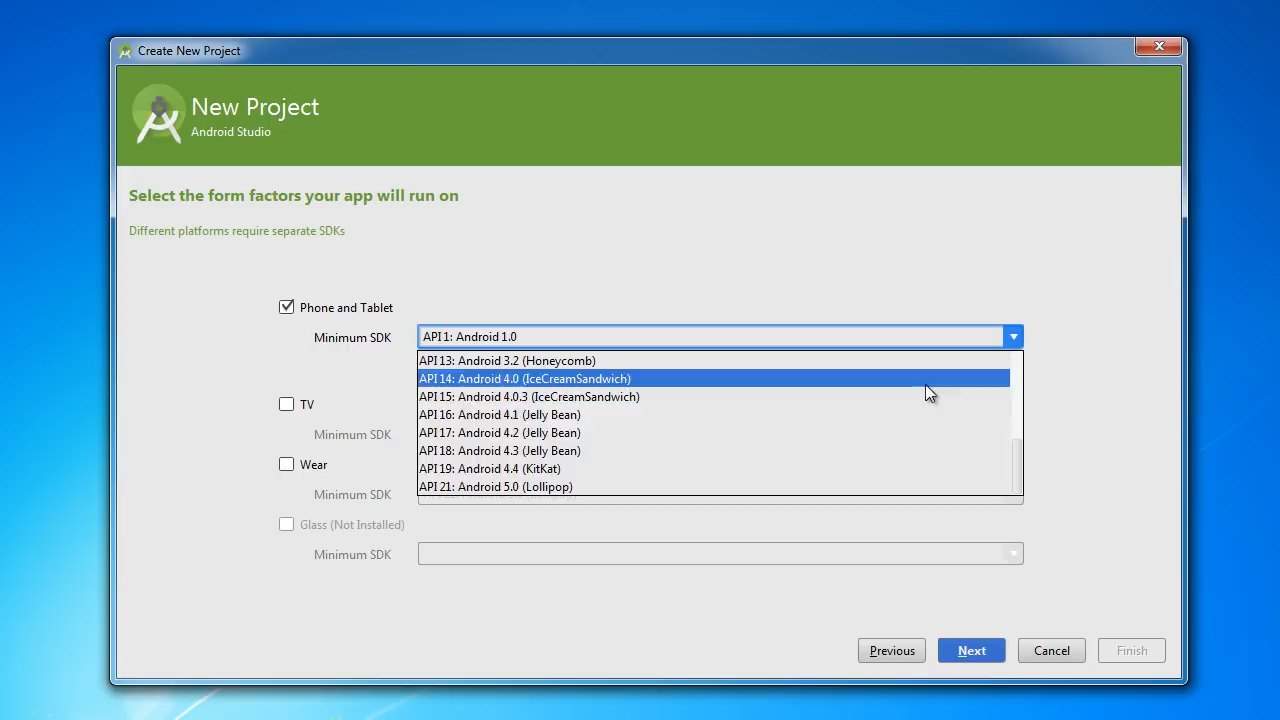 Create New Project
New Project
Android Studio
Select the form factors your app will run on
Different platforms require separate SDKs
Phone and Tablet
Minimum SDK
API 1: Android 1.0
API 13: Android 3.2 (Honeycomb)
API 14: Android 4.0 (IceCreamSandwich)
API 15: Android 4.0.3 (IceCreamSandwich)
API 16: Android 4.1 (Jelly Bean)
API 17: Android 4.2 (Jelly Bean)
API 18: Android 4.3 (Jelly Bean)
API 19: Android 4.4 (KitKat)
API 21: Android 5.0 (Lollipop)
TV
Minimum SDK
Wear
Minimum SDK
Glass (Not Installed)
Minimum SDK
Previous
Next
Cancel
Finish